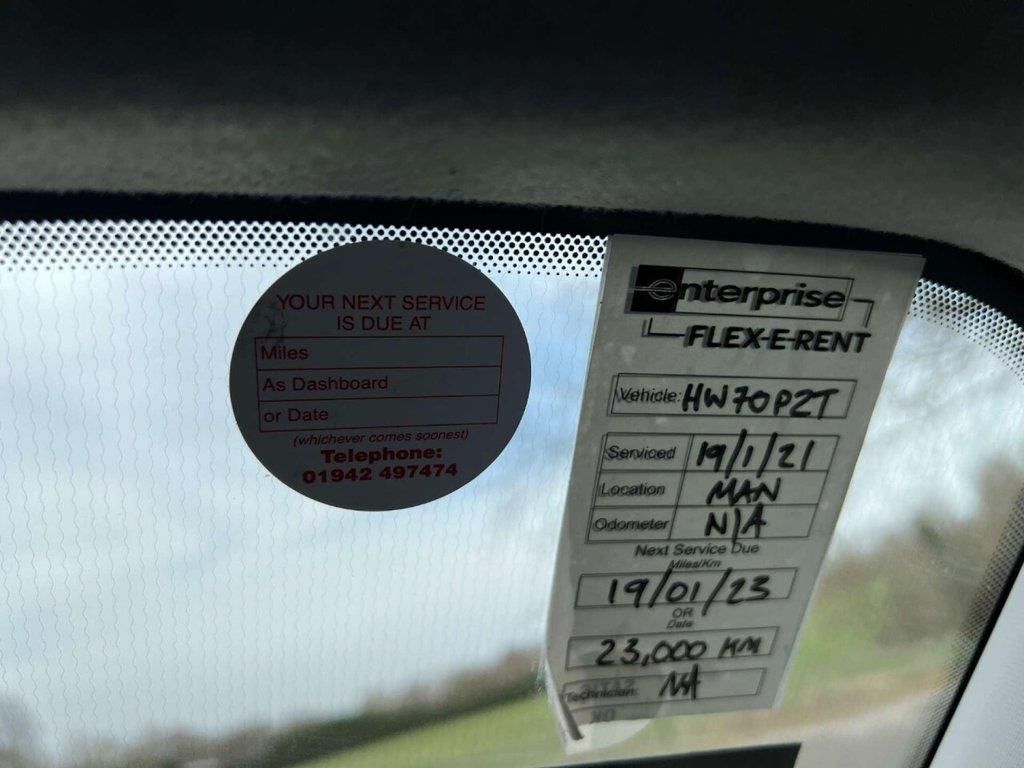 YOUR NEXT SERVICE
IS DUE AT
Miles
As Dashboard
or Date
(whichever comes soonest)
Telephone:
01942 497474
enterprise
FLEX-E-RENT
Vehicle: HW70PZT
Serviced 19/1/21
Location MAN
Odometer N/A
Next Service Due
Miles/Km
19/01/23
OR
Date
23,000 KM
Technician: N/A